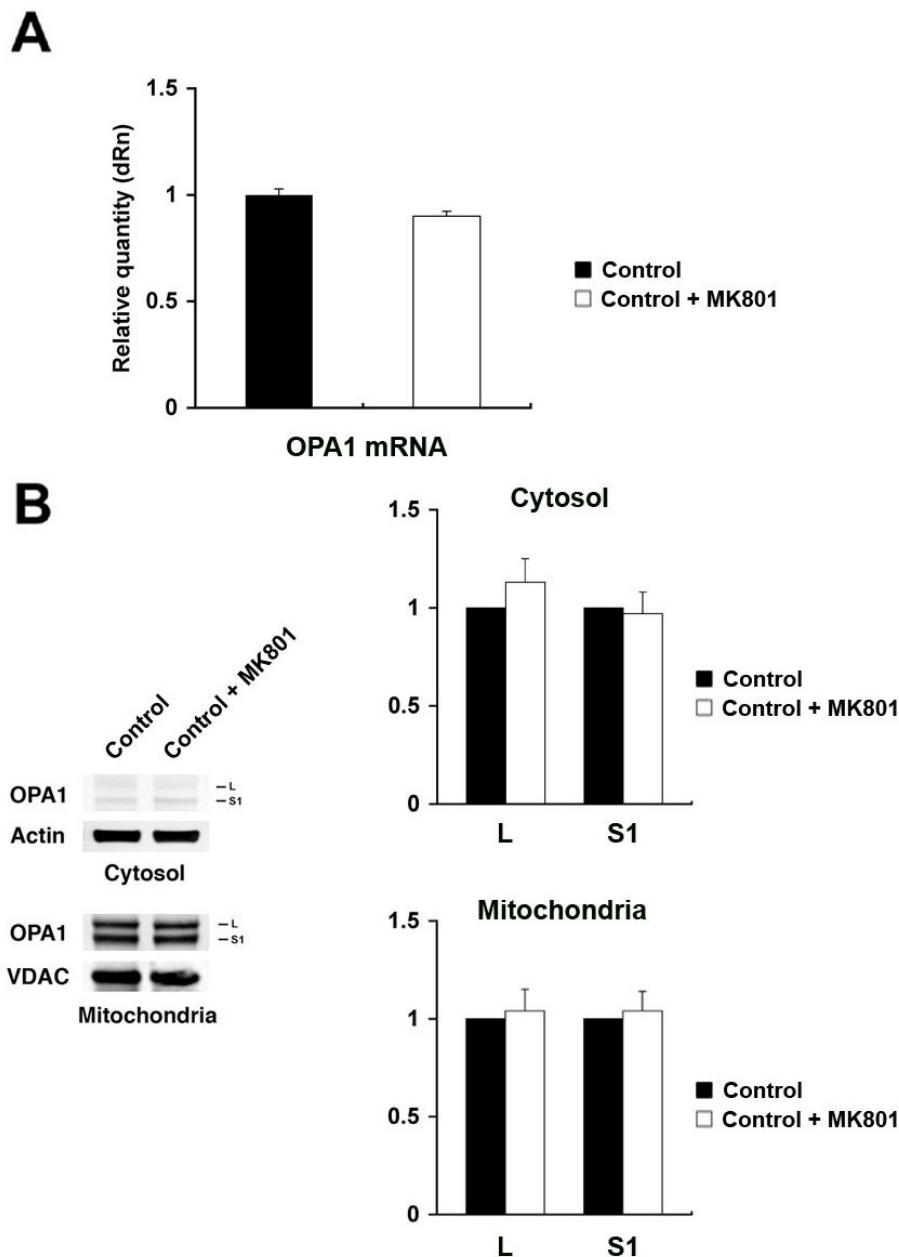 A
1.5
1
0.5
0
Relative quantity (dRn)
OPA1 mRNA
Control
Control + MK801
B
Control
Control + MK801
OPA1
L
S1
Actin
Cytosol
OPA1
L
S1
VDAC
Mitochondria
Cytosol
1.5
1
0.5
0
L S1
Control
Control + MK801
Mitochondria
1.5
1
0.5
0
L S1
Control
Control + MK801